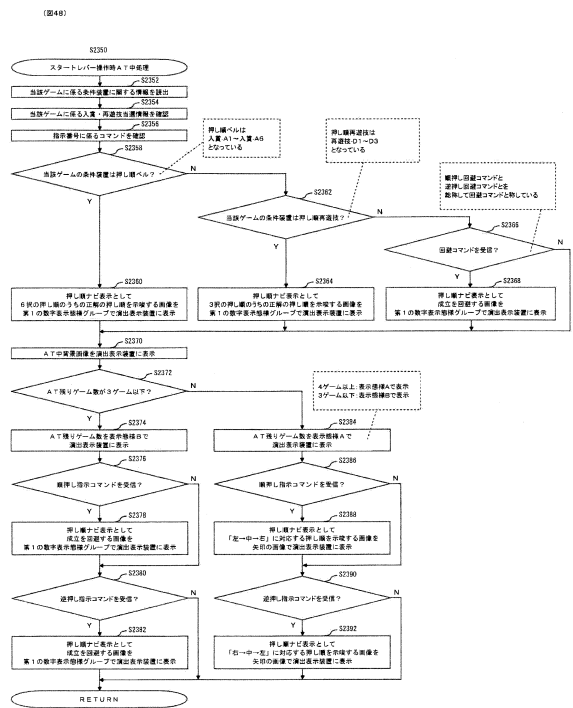 (図48)
S2350
スタートレバー操作時AT中処理
S2352
当該ゲームに係る条件装置に関する情報を読出
S2354
当該ゲームに係る入賞・再遊技当選情報を確認
S2356
指示番号に係るコマンドを確認
S2358
当該ゲームの条件装置は押し順ベル?
N
Y
押し順ベルは
入賞-A1~入賞-A6
となっている
S2362
当該ゲームの条件装置は押し順再遊技?
N
Y
押し順再遊技は
再遊技-D1~D3
となっている
S2366
回避コマンドを受信?
N
Y
順押し回避コマンドと
逆押し回避コマンドとを
総称して回避コマンドと称している
S2360
押し順ナビ表示として
6択の押し順のうちの正解の押し順を示唆する画像を
第1の数字表示態様グループで演出表示装置に表示
S2364
押し順ナビ表示として
3択の押し順のうちの正解の押し順を示唆する画像を
第1の数字表示態様グループで演出表示装置に表示
S2368
押し順ナビ表示として
成立を回避する画像を
第1の数字表示態様グループで演出表示装置に表示
S2370
AT中背景画像を演出表示装置に表示
S2372
AT残りゲーム数が3ゲーム以下?
N
Y
4ゲーム以上:表示態様Aで表示
3ゲーム以下:表示態様Bで表示
S2374
AT残りゲーム数を表示態様Bで
演出表示装置に表示
S2384
AT残りゲーム数を表示態様Aで
演出表示装置に表示
S2376
順押し指示コマンドを受信?
N
Y
S2386
順押し指示コマンドを受信?
N
Y
S2378
押し順ナビ表示として
成立を回避する画像を
第1の数字表示態様グループで演出表示装置に表示
S2388
押し順ナビ表示として
「左→中→右」に対応する押し順を示唆する画像を
矢印の画像で演出表示装置に表示
S2380
逆押し指示コマンドを受信?
N
Y
S2390
逆押し指示コマンドを受信?
N
Y
S2382
押し順ナビ表示として
成立を回避する画像を
第1の数字表示態様グループで演出表示装置に表示
S2392
押し順ナビ表示として
「右→中→左」に対応する押し順を示唆する画像を
矢印の画像で演出表示装置に表示
RETURN